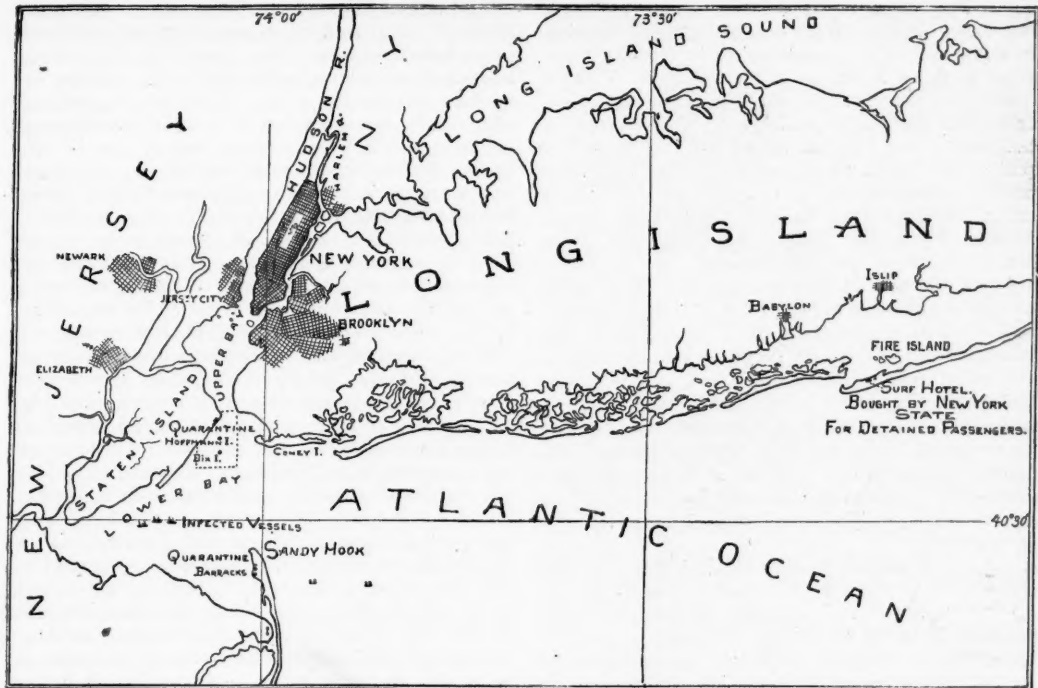 74°00'
73°30'
LONG ISLAND SOUND
HUDSON R.
HARLEM R.
N Y
NEW JERSEY
NEWARK
JERSEY CITY
NEW YORK
LONG ISLAND
ISLIP
BABYLON
BROOKLYN
UPPER BAY
FIRE ISLAND
ELIZABETH
SURF HOTEL.
BOUGHT BY NEW YORK
STATE
FOR DETAINED PASSENGERS.
STATEN ISLAND
QUARANTINE
HOFFMANN I.
DIX I.
CONEY I.
LOWER BAY
ATLANTIC OCEAN
INFECTED VESSELS
40°30'
SANDY HOOK
QUARANTINE
BARRACKS